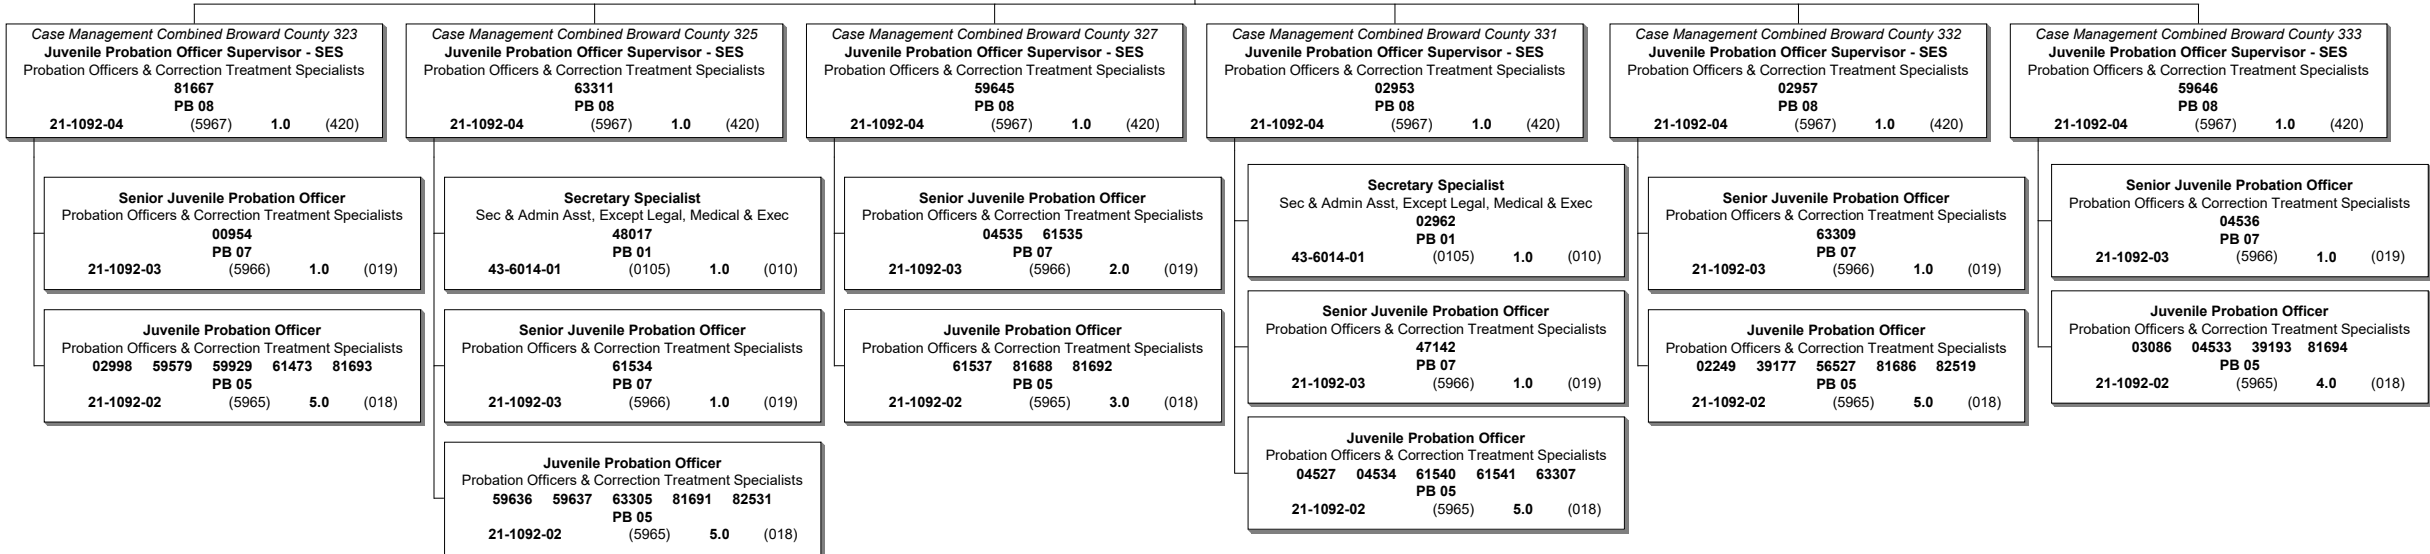 Case Management Combined Broward County 323
Juvenile Probation Officer Supervisor - SES
Probation Officers & Correction Treatment Specialists
81667
PB 08
21-1092-04 (5967) 1.0 (420)
Senior Juvenile Probation Officer
Probation Officers & Correction Treatment Specialists
00954
PB 07
21-1092-03 (5966) 1.0 (019)
Juvenile Probation Officer
Probation Officers & Correction Treatment Specialists
02998 59579 59929 61473 81693
PB 05
21-1092-02 (5965) 5.0 (018)
Case Management Combined Broward County 325
Juvenile Probation Officer Supervisor - SES
Probation Officers & Correction Treatment Specialists
63311
PB 08
21-1092-04 (5967) 1.0 (420)
Secretary Specialist
Sec & Admin Asst, Except Legal, Medical & Exec
48017
PB 01
43-6014-01 (0105) 1.0 (010)
Senior Juvenile Probation Officer
Probation Officers & Correction Treatment Specialists
61534
PB 07
21-1092-03 (5966) 1.0 (019)
Juvenile Probation Officer
Probation Officers & Correction Treatment Specialists
59636 59637 63305 81691 82531
PB 05
21-1092-02 (5965) 5.0 (018)
Case Management Combined Broward County 327
Juvenile Probation Officer Supervisor - SES
Probation Officers & Correction Treatment Specialists
59645
PB 08
21-1092-04 (5967) 1.0 (420)
Senior Juvenile Probation Officer
Probation Officers & Correction Treatment Specialists
04535 61535
PB 07
21-1092-03 (5966) 2.0 (019)
Juvenile Probation Officer
Probation Officers & Correction Treatment Specialists
61537 81688 81692
PB 05
21-1092-02 (5965) 3.0 (018)
Case Management Combined Broward County 331
Juvenile Probation Officer Supervisor - SES
Probation Officers & Correction Treatment Specialists
02953
PB 08
21-1092-04 (5967) 1.0 (420)
Secretary Specialist
Sec & Admin Asst, Except Legal, Medical & Exec
02962
PB 01
43-6014-01 (0105) 1.0 (010)
Senior Juvenile Probation Officer
Probation Officers & Correction Treatment Specialists
47142
PB 07
21-1092-03 (5966) 1.0 (019)
Juvenile Probation Officer
Probation Officers & Correction Treatment Specialists
04527 04534 61540 61541 63307
PB 05
21-1092-02 (5965) 5.0 (018)
Case Management Combined Broward County 332
Juvenile Probation Officer Supervisor - SES
Probation Officers & Correction Treatment Specialists
02957
PB 08
21-1092-04 (5967) 1.0 (420)
Senior Juvenile Probation Officer
Probation Officers & Correction Treatment Specialists
63309
PB 07
21-1092-03 (5966) 1.0 (019)
Juvenile Probation Officer
Probation Officers & Correction Treatment Specialists
02249 39177 56527 81686 82519
PB 05
21-1092-02 (5965) 5.0 (018)
Case Management Combined Broward County 333
Juvenile Probation Officer Supervisor - SES
Probation Officers & Correction Treatment Specialists
59646
PB 08
21-1092-04 (5967) 1.0 (420)
Senior Juvenile Probation Officer
Probation Officers & Correction Treatment Specialists
04536
PB 07
21-1092-03 (5966) 1.0 (019)
Juvenile Probation Officer
Probation Officers & Correction Treatment Specialists
03086 04533 39193 81694
PB 05
21-1092-02 (5965) 4.0 (018)